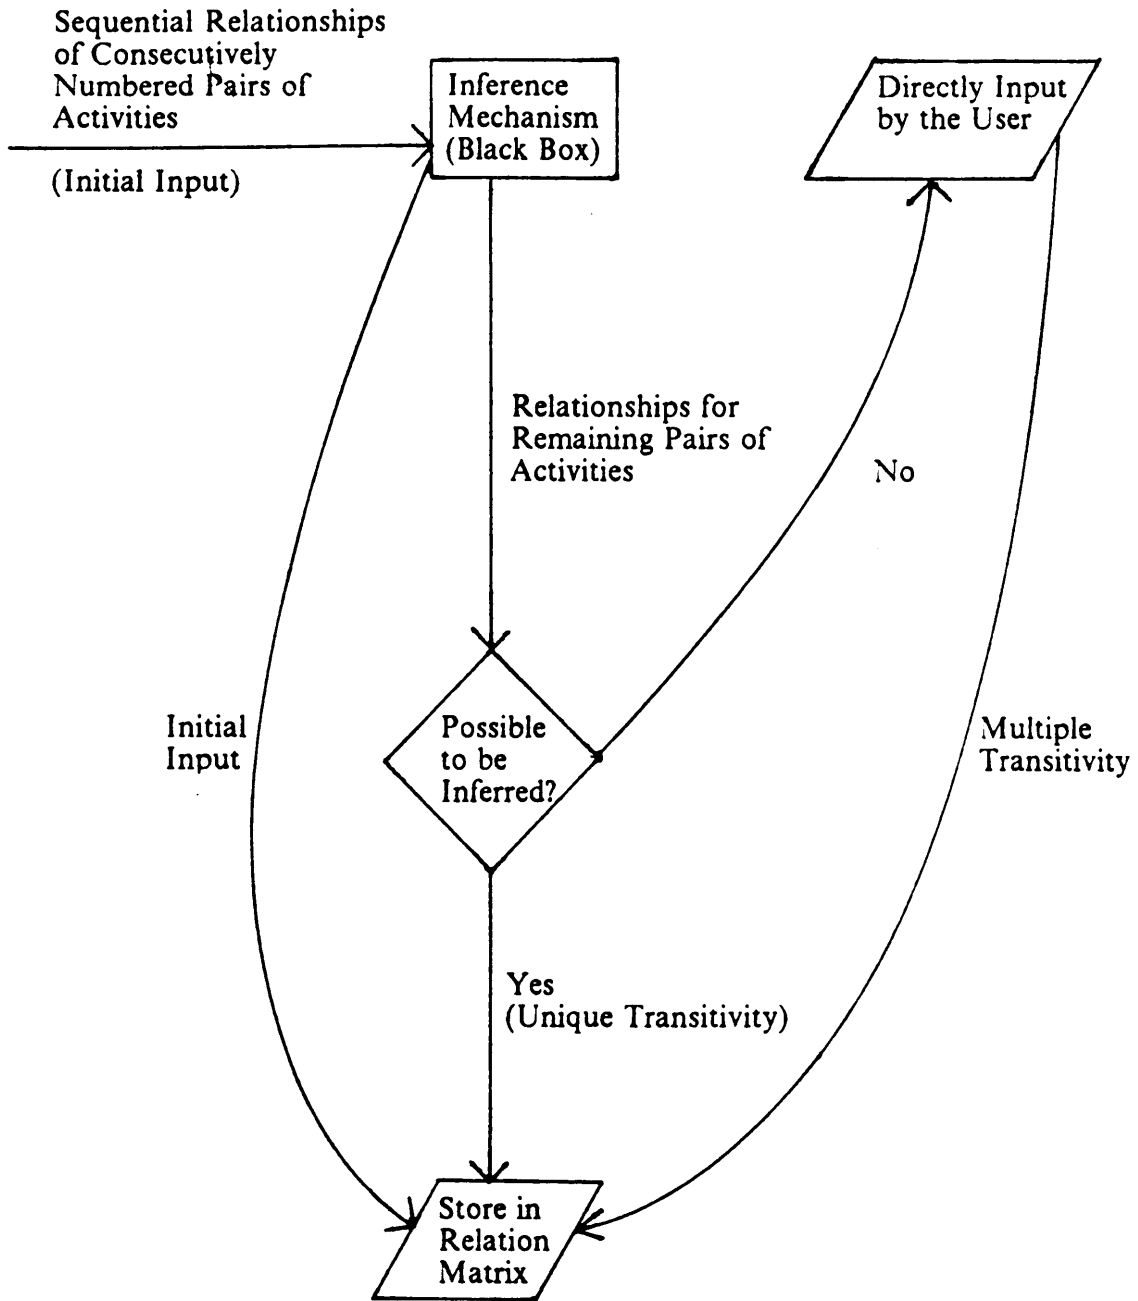 Sequential Relationships
of Consecutively
Numbered Pairs of
Activities
(Initial Input)
Inference
Mechanism
(Black Box)
Directly Input
by the User
Relationships for
Remaining Pairs of
Activities
No
Initial
Input
Possible
to be
Inferred?
Multiple
Transitivity
Yes
(Unique Transitivity)
Store in
Relation
Matrix